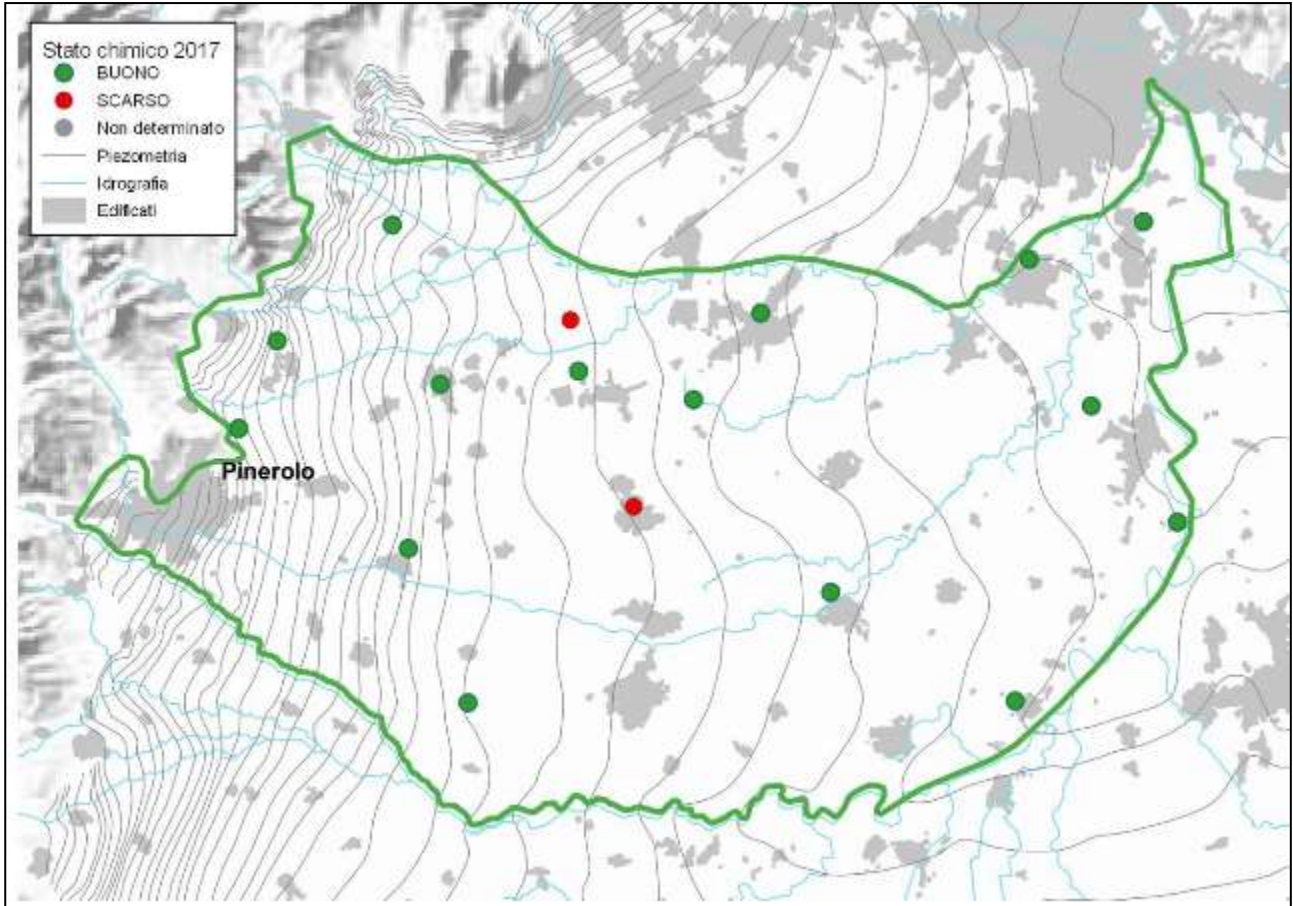 Stato chimico 2017
BUONO
SCARSO
Non determinato
Piezometria
Idrografia
Edificati
Pinerolo